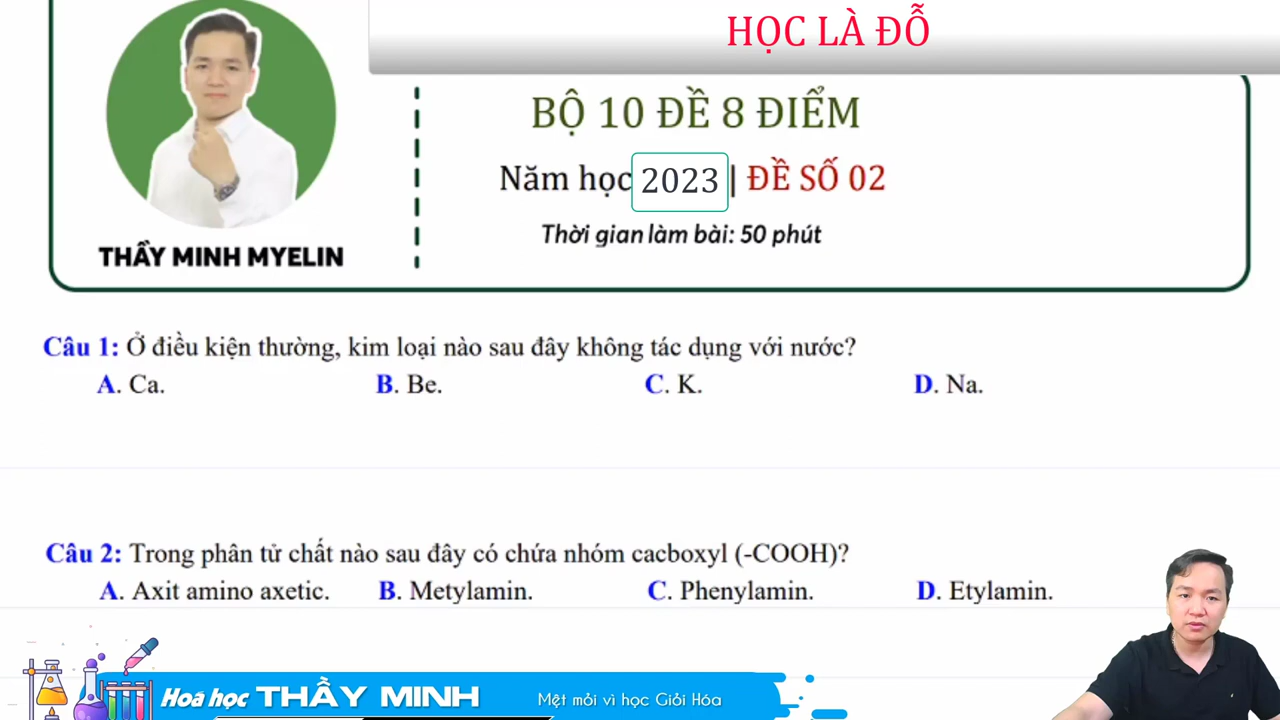 HỌC LÀ ĐỖ
BỘ 10 ĐỀ 8 ĐIỂM
Năm học 2023 | ĐỀ SỐ 02
Thời gian làm bài: 50 phút
THẦY MINH MYELIN
Câu 1: Ở điều kiện thường, kim loại nào sau đây không tác dụng với nước?
A. Ca. B. Be. C. K. D. Na.
Câu 2: Trong phân tử chất nào sau đây có chứa nhóm cacboxyl (-COOH)?
A. Axit amino axetic. B. Metylamin. C. Phenylamin. D. Etylamin.
Hoá học THẦY MINH Mệt mỏi vì học Giỏi Hóa